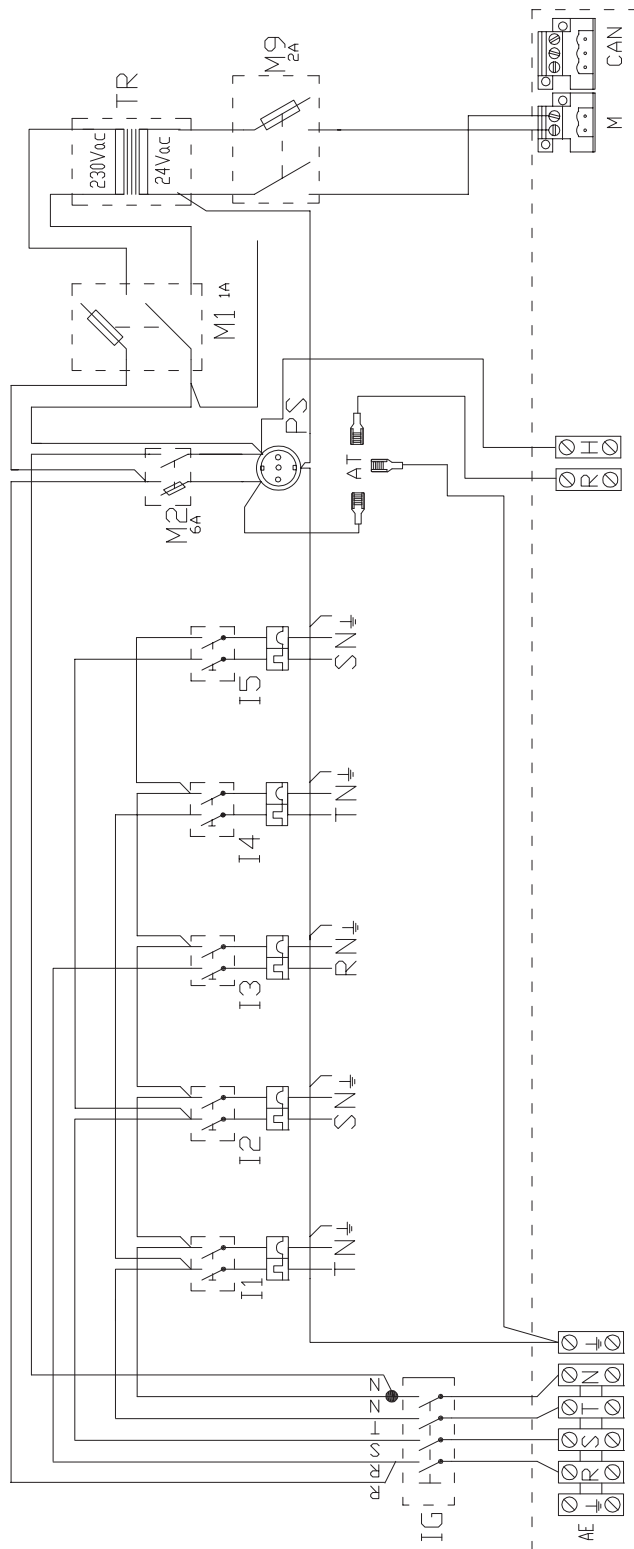 230Vac
TR
24Vac
M2
6A
M1 1A
I1
I2
I3
I4
I5
M9
2A
PS
TN
SN
RN
TN
SN
AT
R
R
S
T
N
N
IG
AE
R
S
T
N
R
H
M
CAN